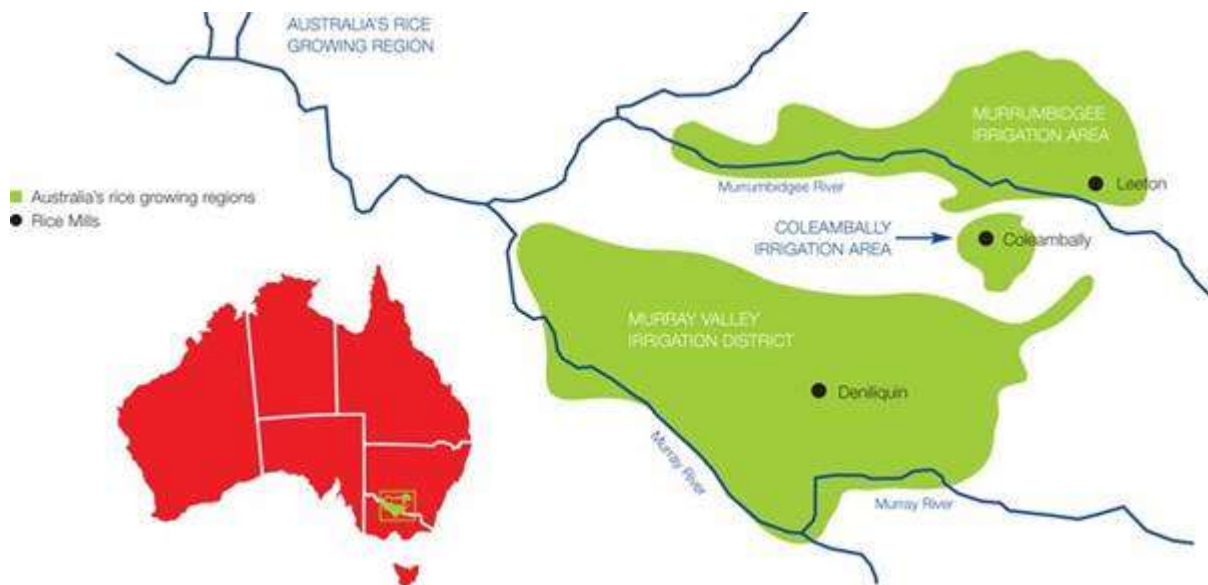 AUSTRALIA'S RICE
GROWING REGION
MURRUMBIDGEE
IRRIGATION AREA
Murrumbidgee River
Leeton
Australia's rice growing regions
Rice Mills
COLEAMBALLY
IRRIGATION AREA
Coleambally
MURRAY VALLEY
IRRIGATION DISTRICT
Deniliquin
Murray River
Murray River